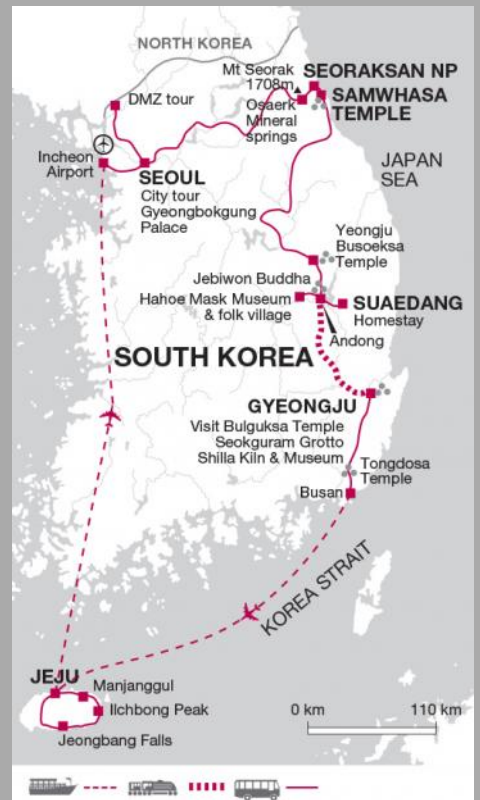 NORTH KOREA
Mt Seorak
1708m
SEORAKSAN NP
SAMWHASA
TEMPLE
Osaerk
Mineral
springs
DMZ tour
Incheon
Airport
SEOUL
City tour
Gyeongbokgung
Palace
JAPAN
SEA
Yeongju
Busoeksa
Temple
Jebiwon Buddha
Hahoe Mask Museum
& folk village
SUAEDANG
Homestay
Andong
SOUTH KOREA
GYEONGJU
Visit Bulguksa Temple
Seokguram Grotto
Shilla Kiln & Museum
Tongdosa
Temple
Busan
KOREA STRAIT
JEJU
Manjanggul
Ilchbong Peak
Jeongbang Falls
0 km
110 km